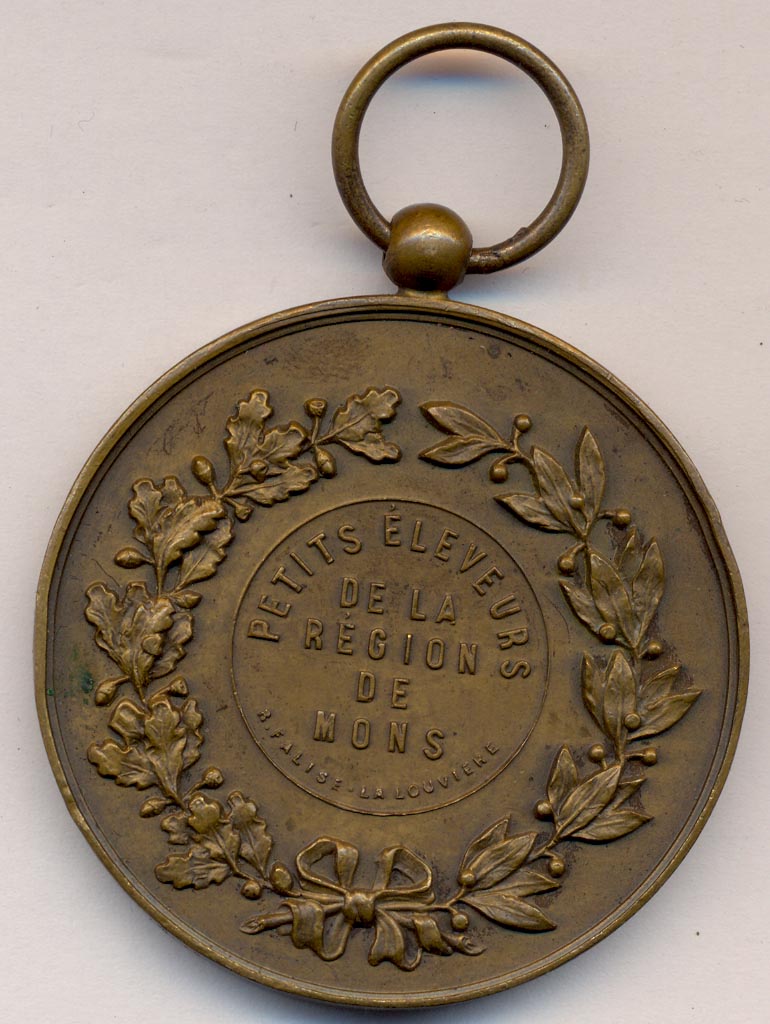 PETITS ÉLEVEURS
DE LA
RÉGION
DE
MONS
R. FALISE - LA LOUVIÈRE